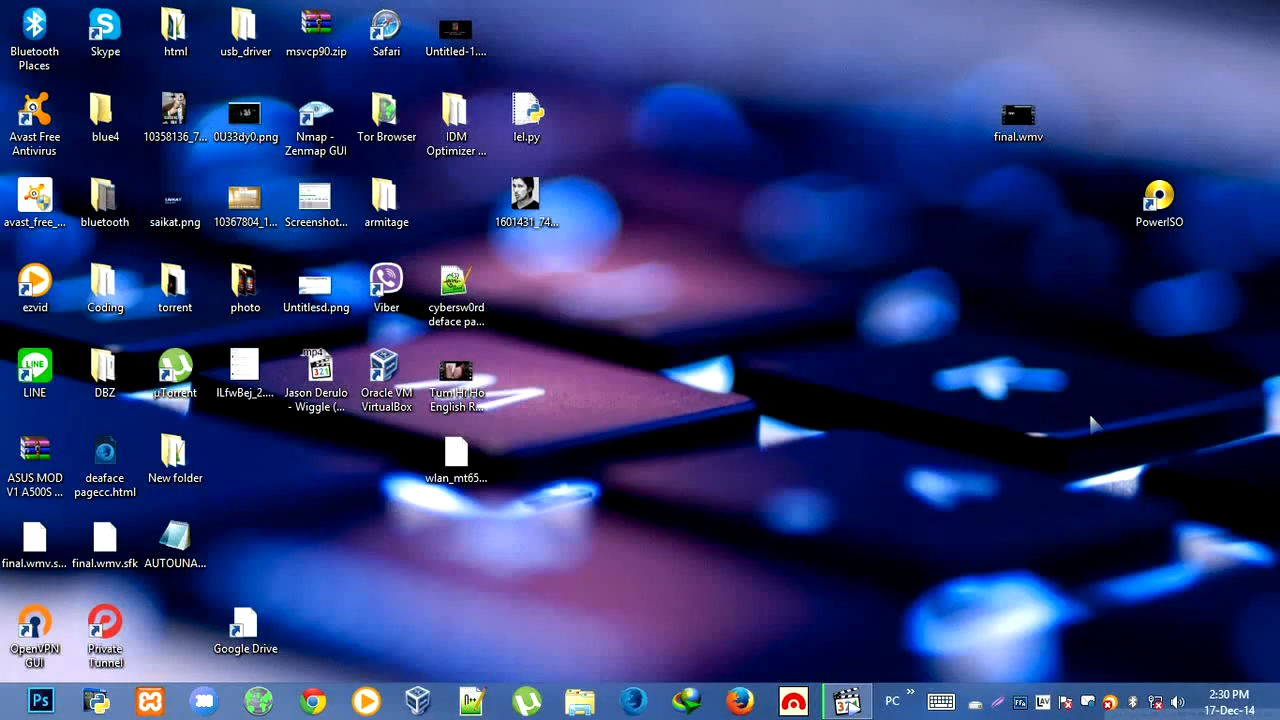 Bluetooth
Places
Skype
html
usb_driver
msvcp90.zip
Safari
Untitled-1....
Avast Free
Antivirus
blue4
10358136_7...
0U33dy0.png
Nmap -
Zenmap GUI
Tor Browser
IDM
Optimizer ...
lel.py
final.wmv
avast_free_...
bluetooth
saikat.png
10367804_1...
Screenshot...
armitage
1601431_74...
PowerISO
ezvid
Coding
torrent
photo
Untitlesd.png
Viber
cybersw0rd
deface pa...
LINE
DBZ
µTorrent
ILfwBej_2....
Jason Derulo
- Wiggle (...
Oracle VM
VirtualBox
Tumi Hi Ho
English R...
ASUS MOD
V1 A500S ...
deaface
pagecc.html
New folder
wlan_mt65...
final.wmv.s...
final.wmv.sfk
AUTOUNA...
OpenVPN
GUI
Private
Tunnel
Google Drive
PC
LAV
2:30 PM
17-Dec-14